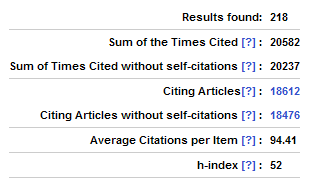 Results found: 218
Sum of the Times Cited [?] : 20582
Sum of Times Cited without self-citations [?] : 20237
Citing Articles[?] : 18612
Citing Articles without self-citations [?] : 18476
Average Citations per Item [?] : 94.41
h-index [?] : 52